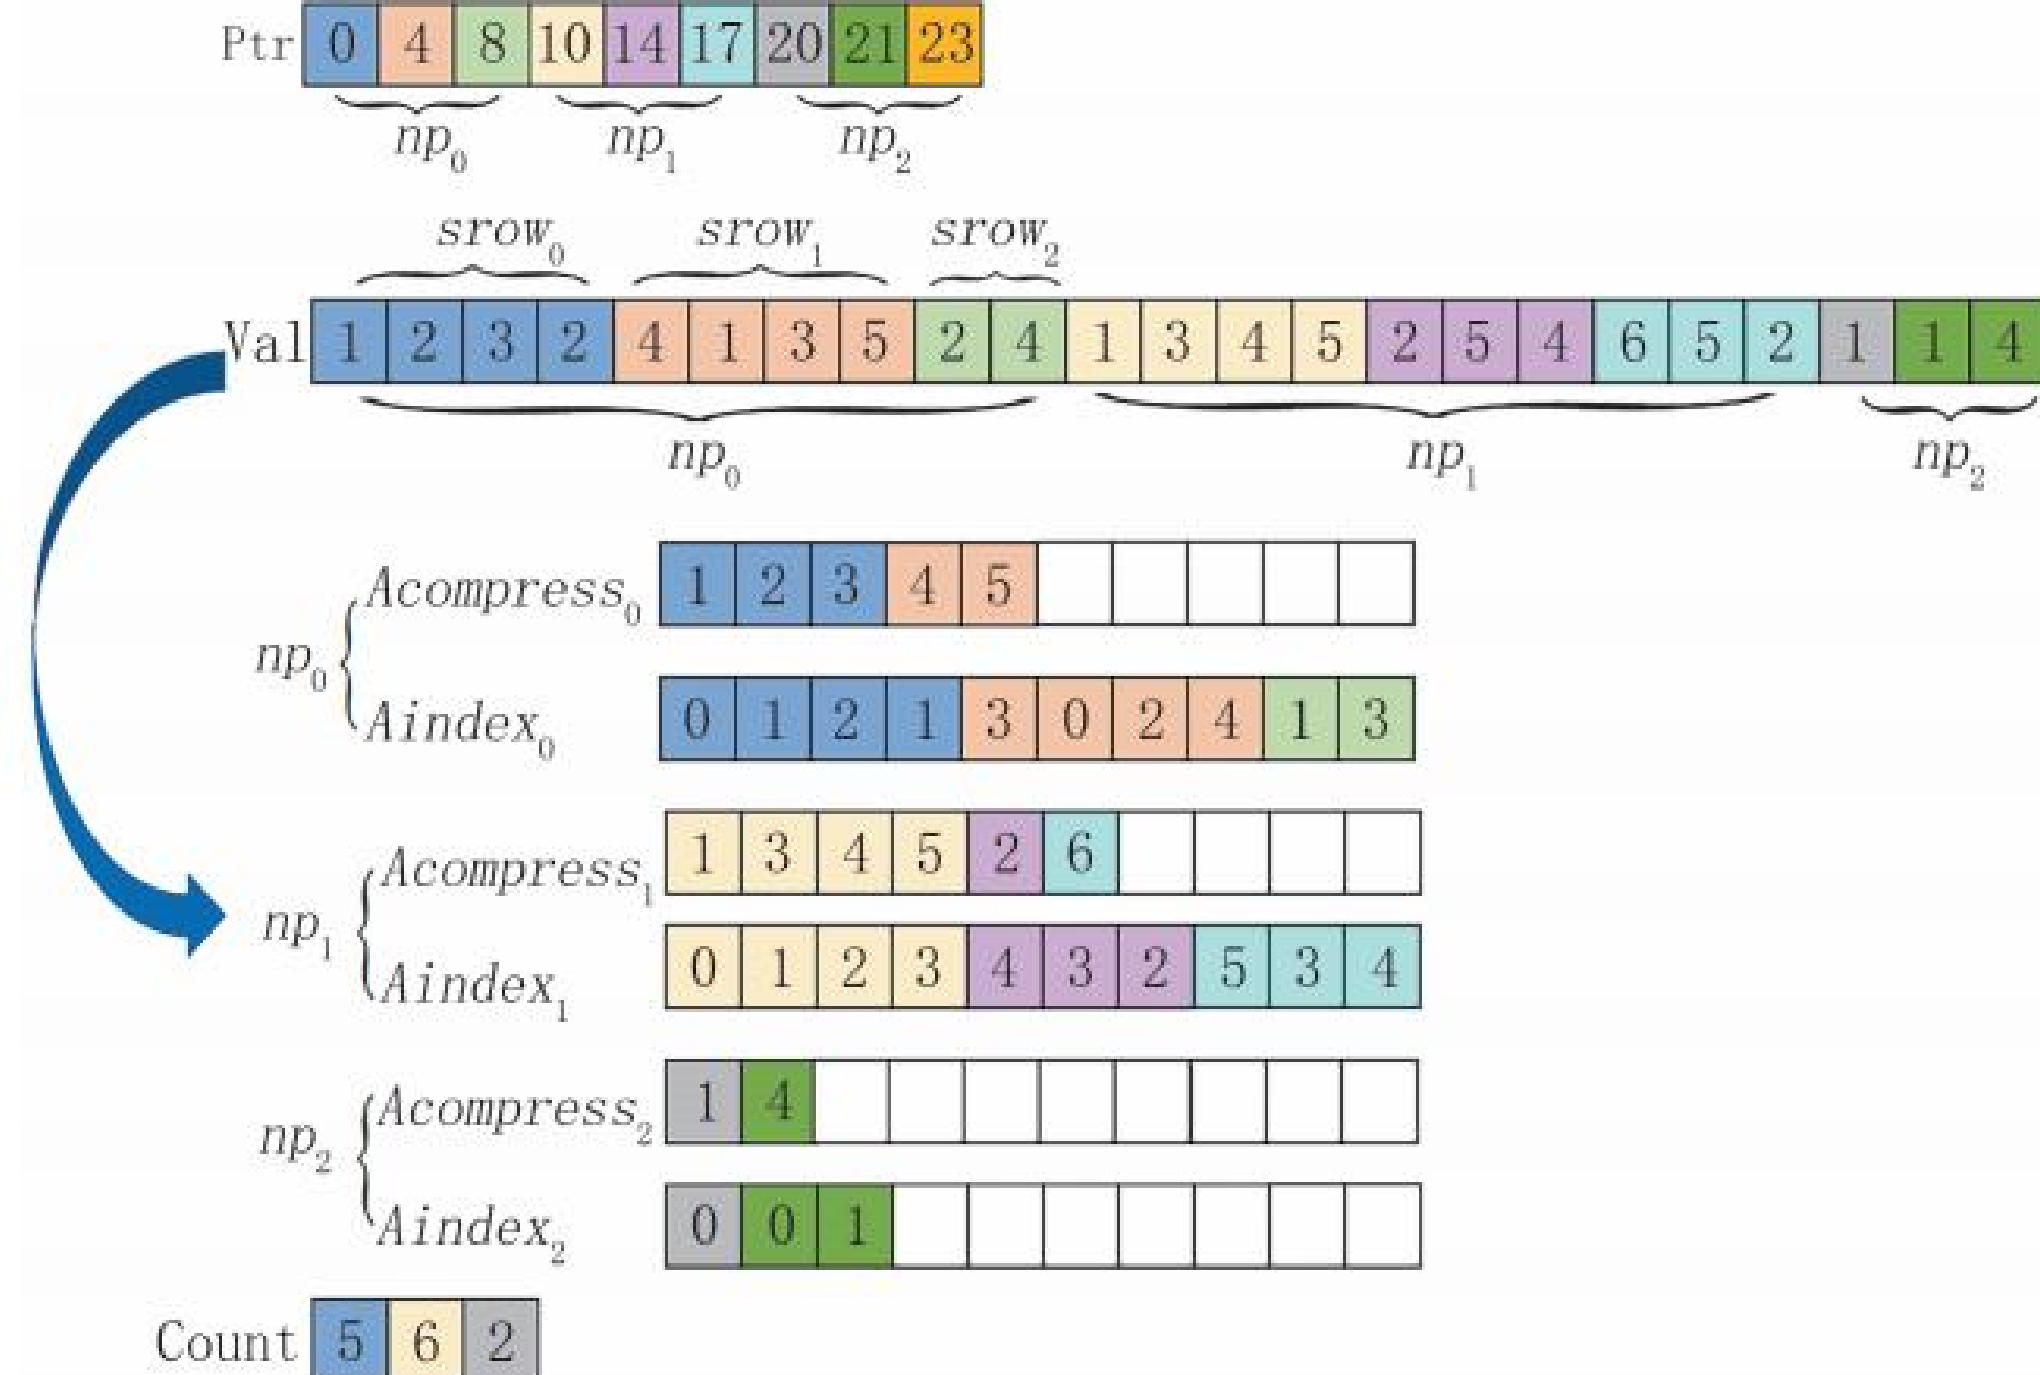 Ptr 0 4 8 10 14 17 20 21 23
np0 np1 np2
srow0 srow1 srow2
Val 1 2 3 2 4 1 3 5 2 4 1 3 4 5 2 5 4 6 5 2 1 1 4
np0 np1 np2
Acompress0 1 2 3 4 5
np0
Aindex0 0 1 2 1 3 0 2 4 1 3
Acompress1 1 3 4 5 2 6
np1
Aindex1 0 1 2 3 4 3 2 5 3 4
Acompress2 1 4
np2
Aindex2 0 0 1
Count 5 6 2